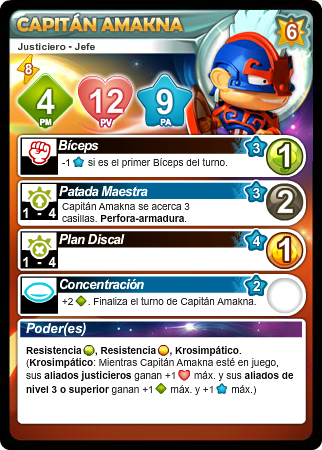 CAPITÁN AMAKNA
6
Justiciero - Jefe
8
4
PM
12
PV
9
PA
Bíceps
3
1
-1 si es el primer Bíceps del turno.
Patada Maestra
3
2
1 - 4
Capitán Amakna se acerca 3
casillas. Perfora-armadura.
Plan Discal
4
1
1 - 4
Concentración
2
+2 . Finaliza el turno de Capitán Amakna.
Poder(es)
Resistencia , Resistencia , Krosimpático.
(Krosimpático: Mientras Capitán Amakna esté en juego,
sus aliados justicieros ganan +1 máx. y sus aliados de
nivel 3 o superior ganan +1 máx. y +1 máx.)